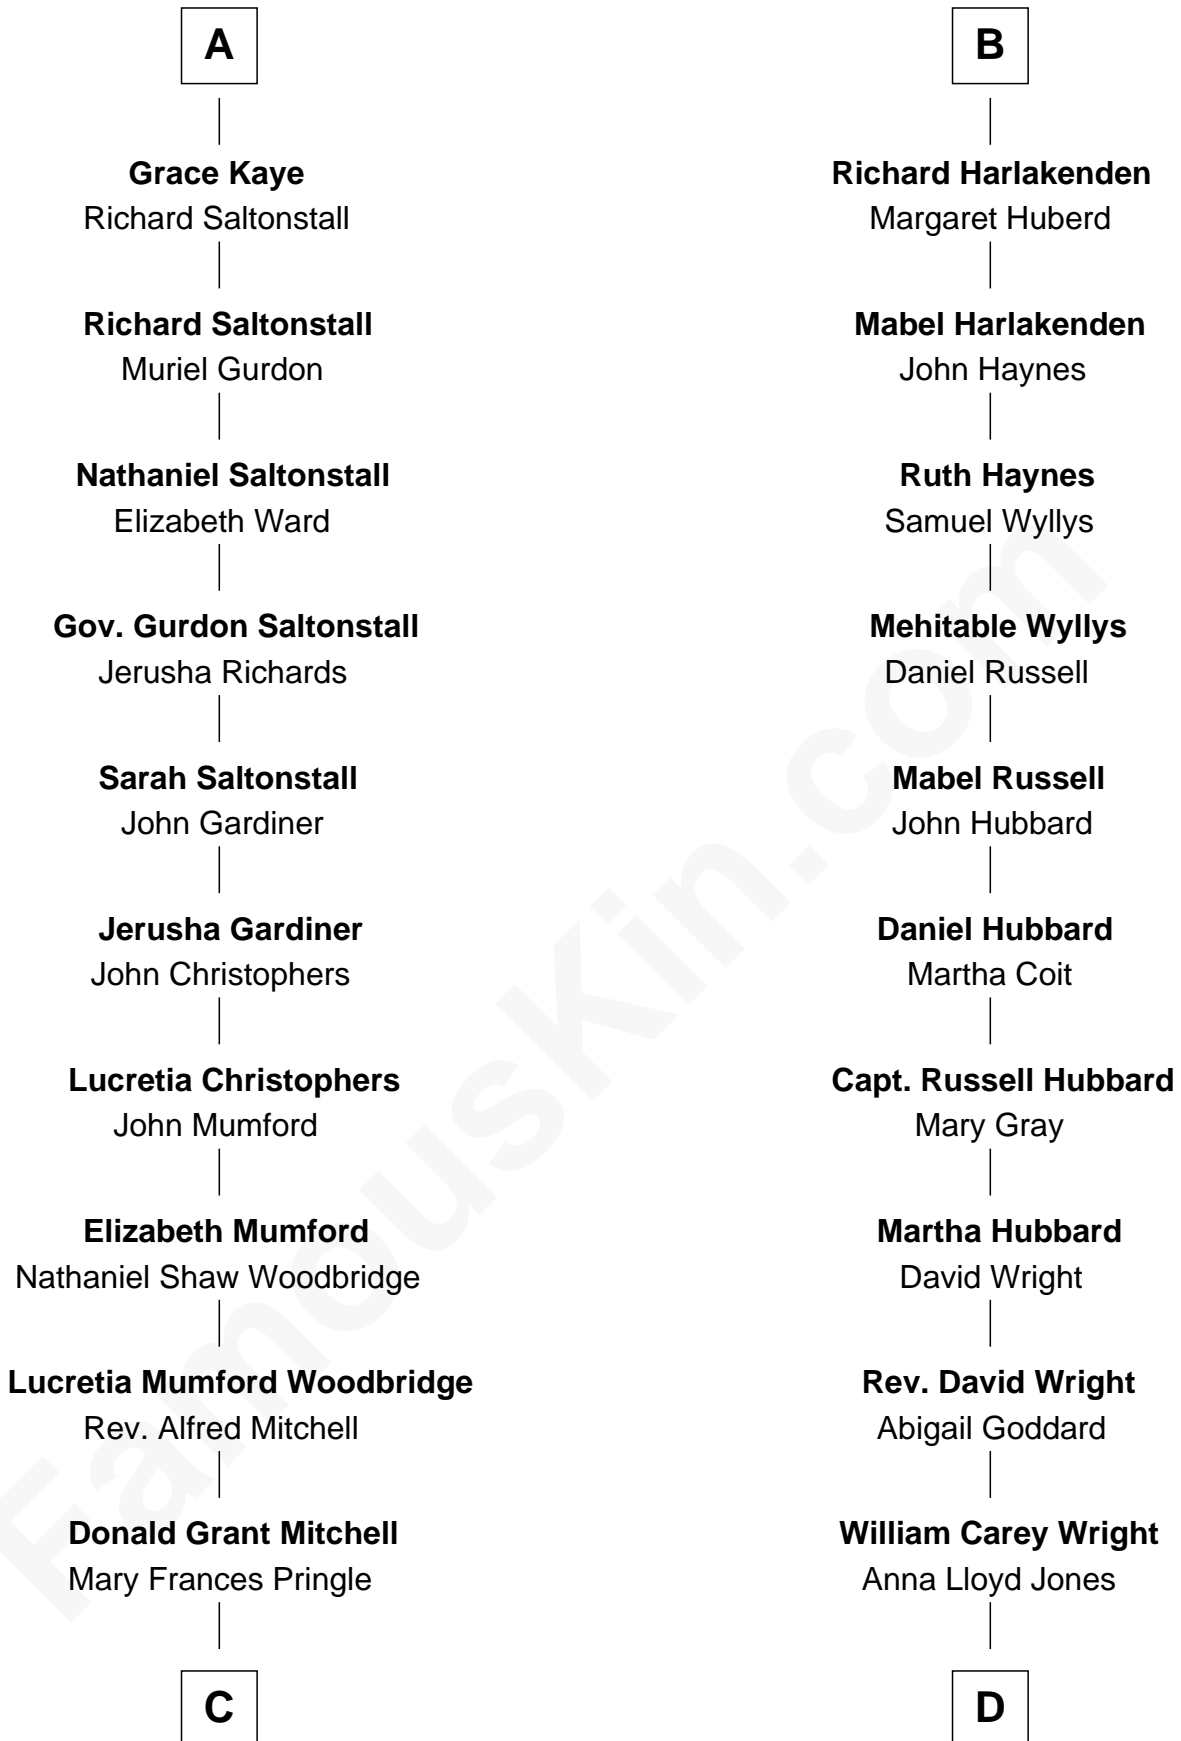 A
Grace Kaye
Richard Saltonstall
Richard Saltonstall
Muriel Gurdon
Nathaniel Saltonstall
Elizabeth Ward
Gov. Gurdon Saltonstall
Jerusha Richards
Sarah Saltonstall
John Gardiner
Jerusha Gardiner
John Christophers
Lucretia Christophers
John Mumford
Elizabeth Mumford
Nathaniel Shaw Woodbridge
Lucretia Mumford Woodbridge
Rev. Alfred Mitchell
Donald Grant Mitchell
Mary Frances Pringle
C
B
Richard Harlakenden
Margaret Huberd
Mabel Harlakenden
John Haynes
Ruth Haynes
Samuel Wyllys
Mehitable Wyllys
Daniel Russell
Mabel Russell
John Hubbard
Daniel Hubbard
Martha Coit
Capt. Russell Hubbard
Mary Gray
Martha Hubbard
David Wright
Rev. David Wright
Abigail Goddard
William Carey Wright
Anna Lloyd Jones
D
FamousKin.com